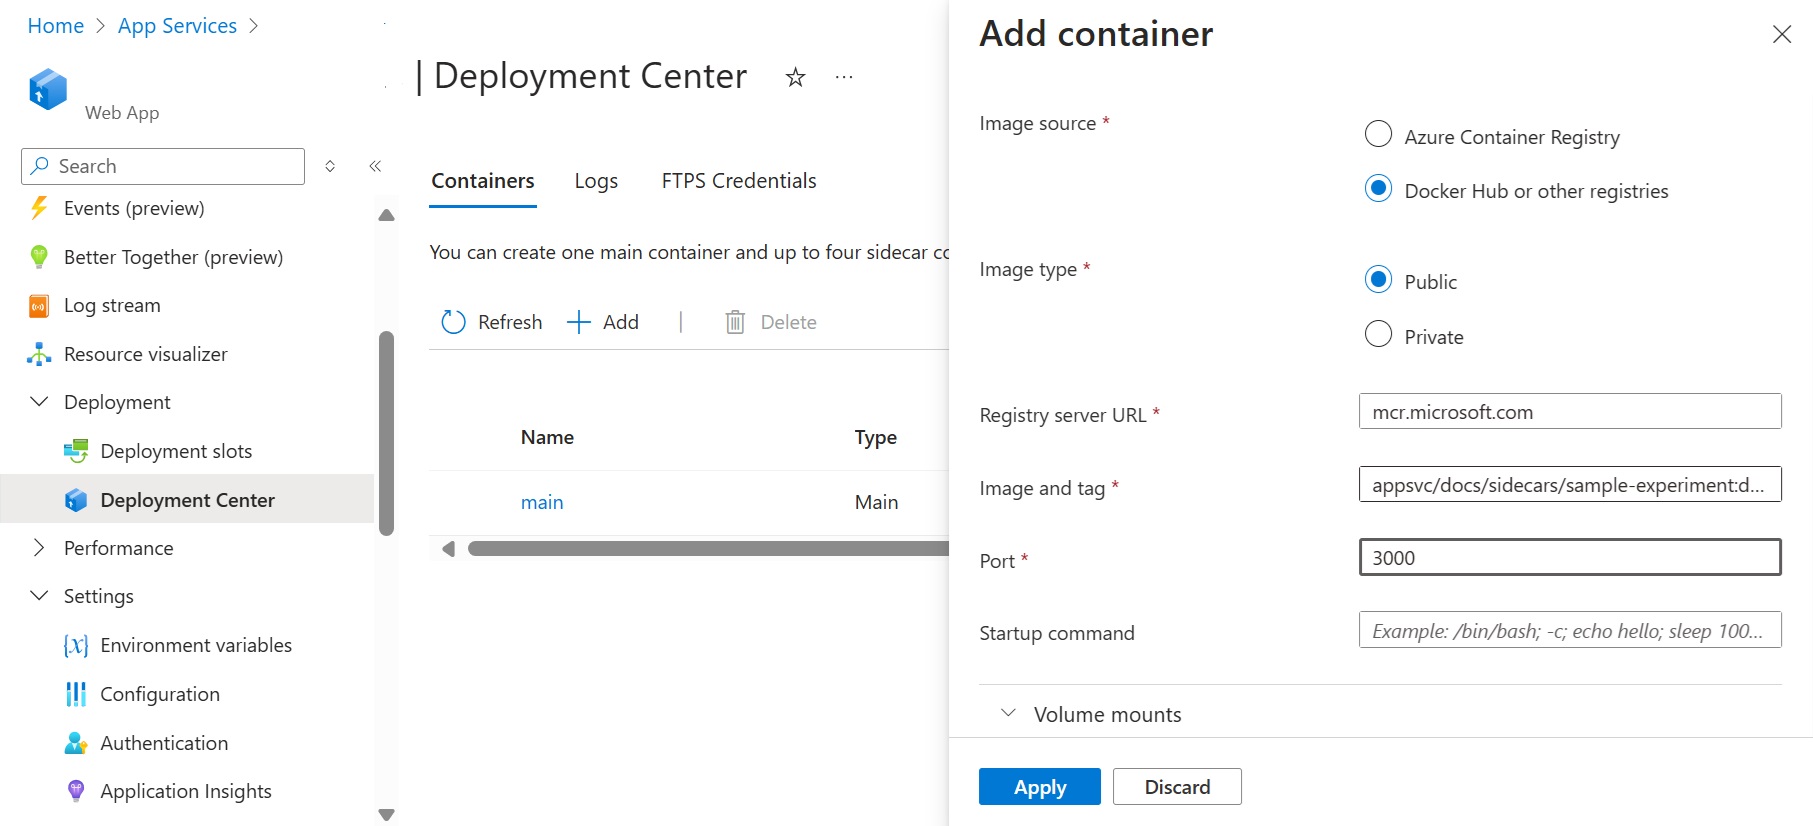 Home > App Services >
Web App
Search
Events (preview)
Better Together (preview)
Log stream
Resource visualizer
Deployment
Deployment slots
Deployment Center
Performance
Settings
Environment variables
Configuration
Authentication
Application Insights
| Deployment Center
Containers Logs FTPS Credentials
You can create one main container and up to four sidecar
Refresh Add | Delete
Name Type
main Main
Add container
Image source *
Azure Container Registry
Docker Hub or other registries
Image type *
Public
Private
Registry server URL * mcr.microsoft.com
Image and tag * appsvc/docs/sidecars/sample-experiment:d...
Port * 3000
Startup command Example: /bin/bash; -c; echo hello; sleep 100...
Volume mounts
Apply Discard